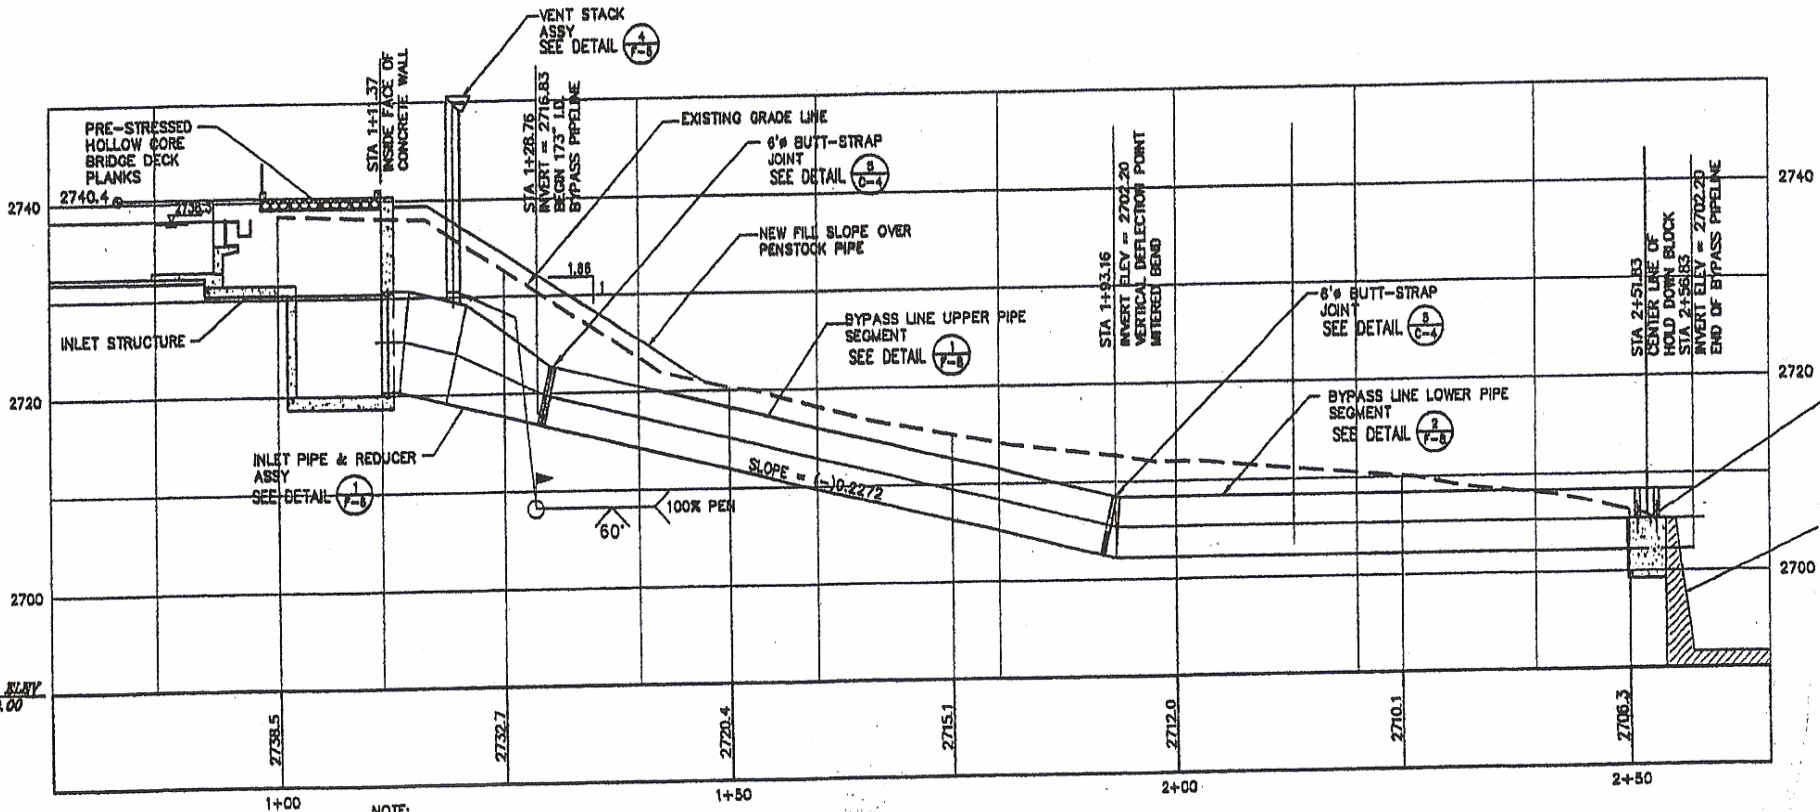 VENT STACK
ASSY
SEE DETAIL 4
F-8
STA 1+11.37
INSIDE FACE OF
CONCRETE WALL
STA 1+28.76
INVERT = 2716.83
BEGIN 173" I.D.
BYPASS PIPELINE
PRE-STRESSED
HOLLOW CORE
BRIDGE DECK
PLANKS
EXISTING GRADE LINE
6'ø BUTT-STRAP
JOINT
SEE DETAIL
C-4
STA 1+93.16
INVERT ELEV = 2702.20
VERTICAL DEFLECTION POINT
MITERED BEND
STA 2+51.83
CENTER LINE OF
HOLD DOWN BLOCK
STA 2+56.83
INVERT ELEV = 2702.20
END OF BYPASS PIPELINE
2740
2740.4
2740
NEW FILL SLOPE OVER
PENSTOCK PIPE
1.86
1
6'ø BUTT-STRAP
JOINT
SEE DETAIL
C-4
INLET STRUCTURE
BYPASS LINE UPPER PIPE
SEGMENT
SEE DETAIL 1
F-8
2720
2720
BYPASS LINE LOWER PIPE
SEGMENT
SEE DETAIL 2
F-8
INLET PIPE & REDUCER
ASSY
SEE DETAIL 1
F-8
SLOPE = (-)0.2272
100% PEN
60°
2700
2700
ELEV
2738.5
2732.7
2720.4
2715.1
2712.0
2710.1
2706.3
1+00
1+50
2+00
2+50
NOTE: